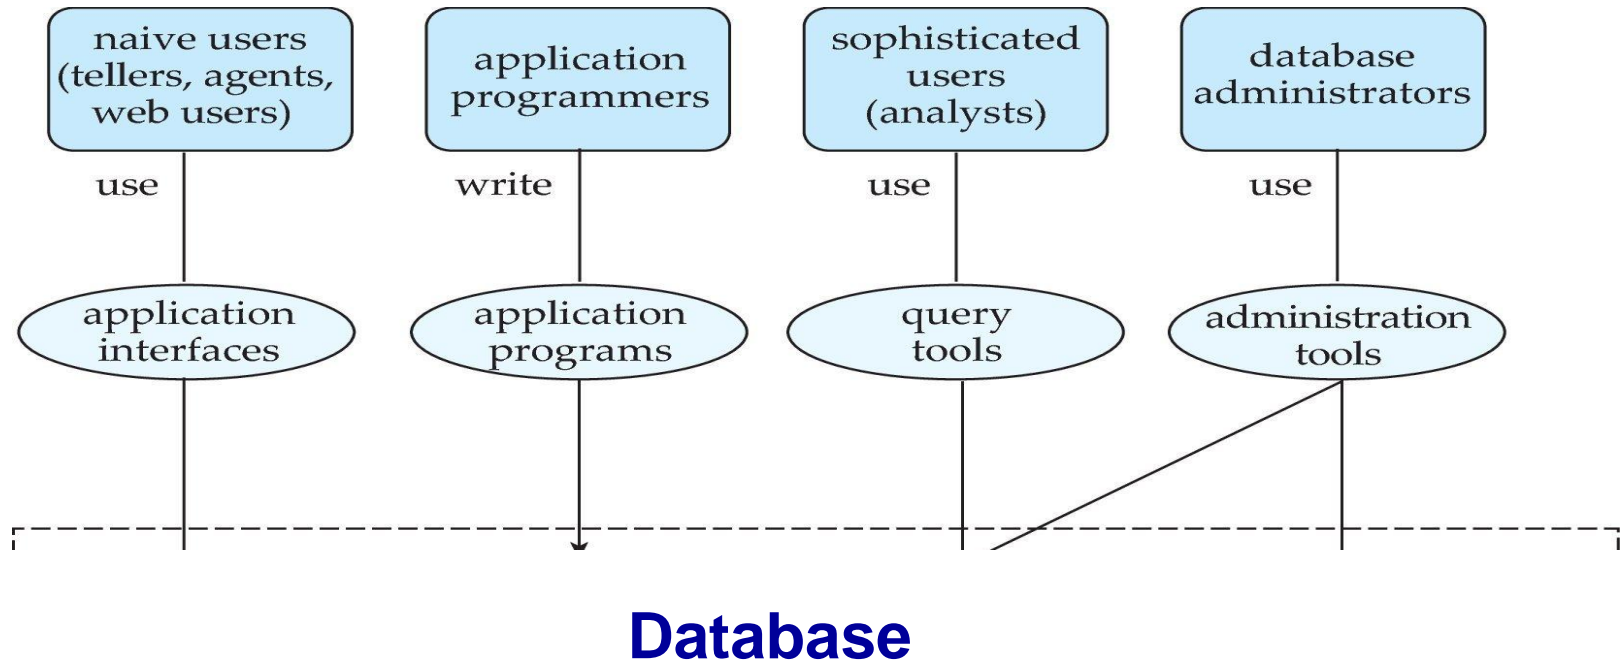 naive users
(tellers, agents,
web users)
application
programmers
sophisticated
users
(analysts)
database
administrators
use
write
use
use
application
interfaces
application
programs
query
tools
administration
tools
Database